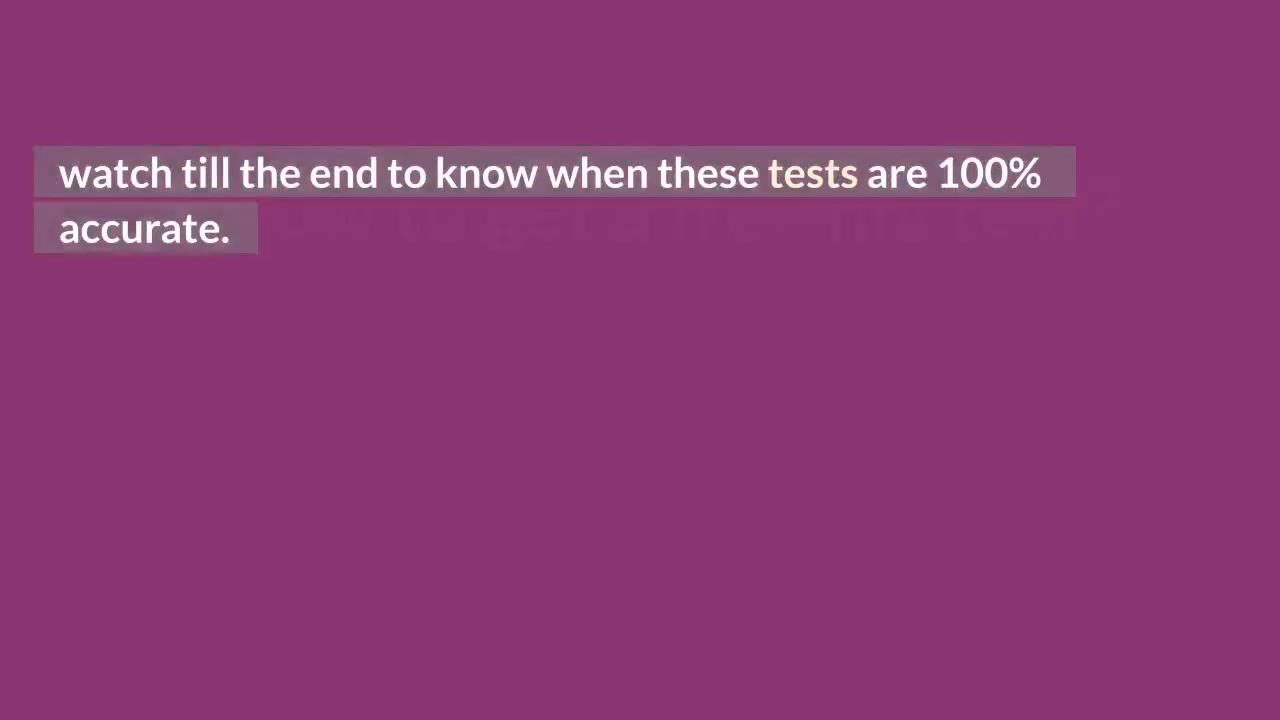 watch till the end to know when these tests are 100%
accurate.